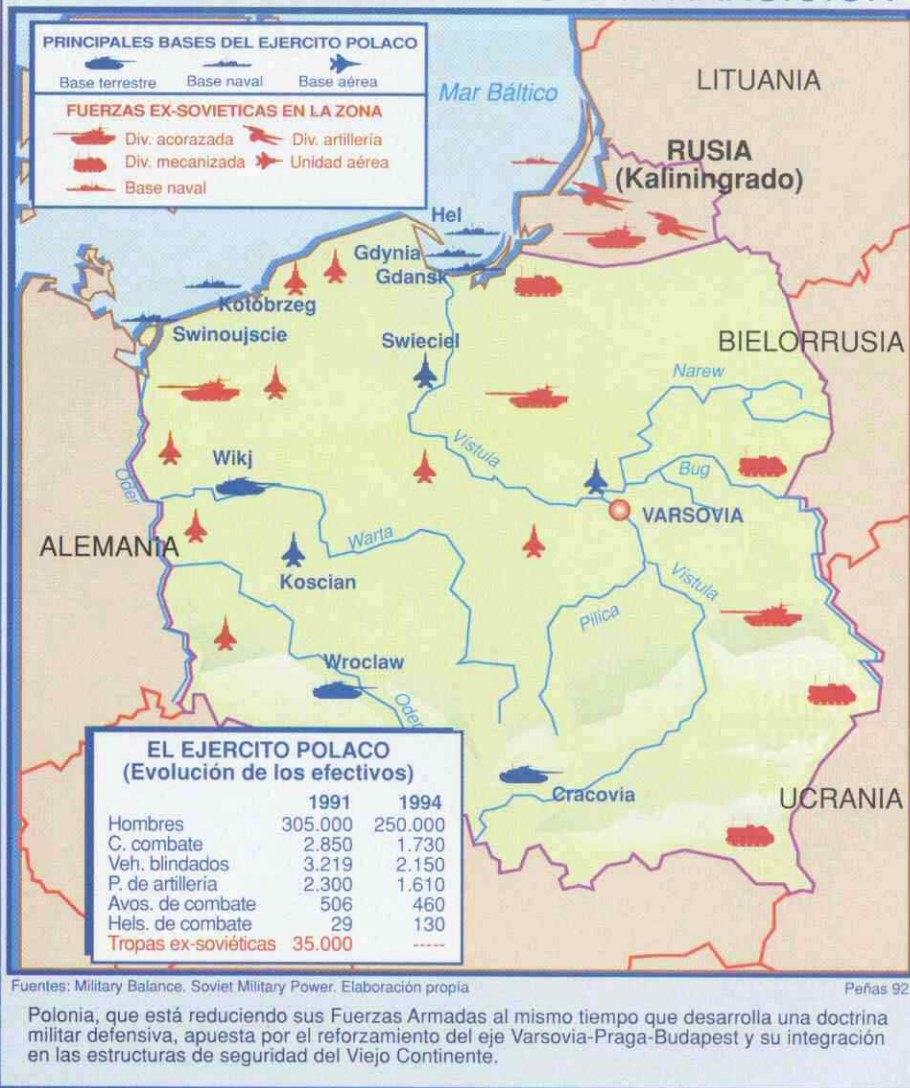 PRINCIPALES BASES DEL EJERCITO POLACO
Base terrestre
Base naval
Base aérea
FUERZAS EX-SOVIETICAS EN LA ZONA
Div. acorazada
Div. artillería
Div. mecanizada
Unidad aérea
Base naval
Mar Báltico
LITUANIA
RUSIA
(Kaliningrado)
Hel
Gdynia
Gdansk
Kotobrzeg
Swinoujscie
Swieciel
BIELORRUSIA
Narew
Vístula
Bug
Wikj
Oder
VARSOVIA
ALEMANIA
Warta
Koscian
Vístula
Pilica
Wroclaw
Oder
Cracovia
UCRANIA
EL EJERCITO POLACO
(Evolución de los efectivos)
1991 1994
Hombres 305.000 250.000
C. combate 2.850 1.730
Veh. blindados 3.219 2.150
P. de artillería 2.300 1.610
Avos. de combate 506 460
Hels. de combate 29 130
Tropas ex-soviéticas 35.000 -----
Fuentes: Military Balance. Soviet Military Power. Elaboración propia
Peñas 92
Polonia, que está reduciendo sus Fuerzas Armadas al mismo tiempo que desarrolla una doctrina
militar defensiva, apuesta por el reforzamiento del eje Varsovia-Praga-Budapest y su integración
en las estructuras de seguridad del Viejo Continente.